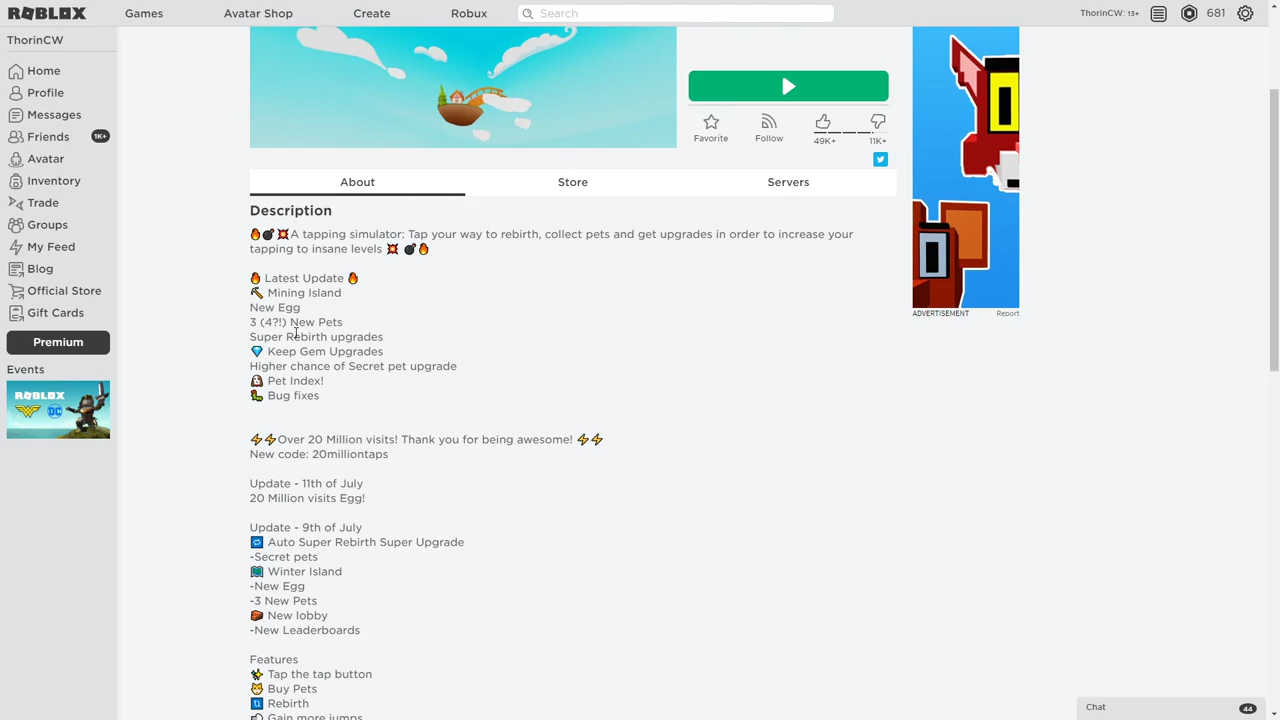 ROBLOX
Games
Avatar Shop
Create
Robux
Search
ThorinCW: 13+
681
ThorinCW
Home
Profile
Messages
Friends
1K+
Avatar
Inventory
Trade
Groups
My Feed
Blog
Official Store
Gift Cards
Premium
Events
ROBLOX
DC
Favorite
Follow
49K+
11K+
About
Store
Servers
Description
🔥💣💥A tapping simulator: Tap your way to rebirth, collect pets and get upgrades in order to increase your
tapping to insane levels 💥 💣🔥
🔥 Latest Update 🔥
⛏ Mining Island
New Egg
3 (4?!) New Pets
Super Rebirth upgrades
💎 Keep Gem Upgrades
Higher chance of Secret pet upgrade
🐶 Pet Index!
🐛 Bug fixes
⚡⚡Over 20 Million visits! Thank you for being awesome! ⚡⚡
New code: 20milliontaps
Update - 11th of July
20 Million visits Egg!
Update - 9th of July
🔁 Auto Super Rebirth Super Upgrade
-Secret pets
🗺 Winter Island
-New Egg
-3 New Pets
🧱 New lobby
-New Leaderboards
Features
✨ Tap the tap button
🐱 Buy Pets
🔃 Rebirth
💨 Gain more jumps
ADVERTISEMENT
Report
Chat
44